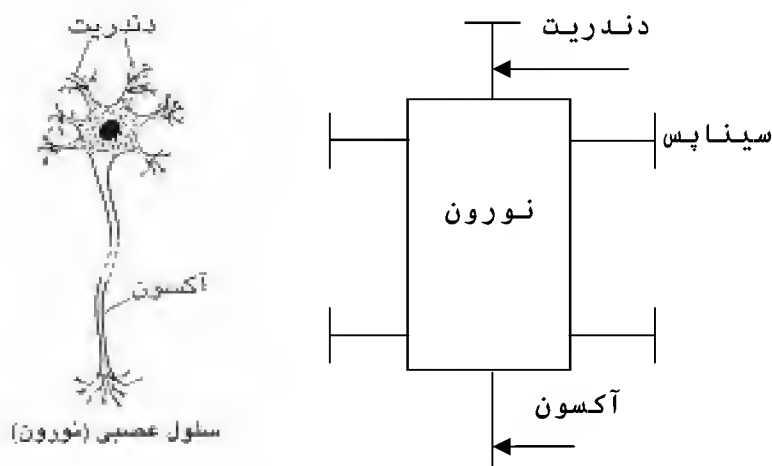 دندریت
دندریت
سیناپس
نورون
آکسون
آکسون
سلول عصبی (نورون)